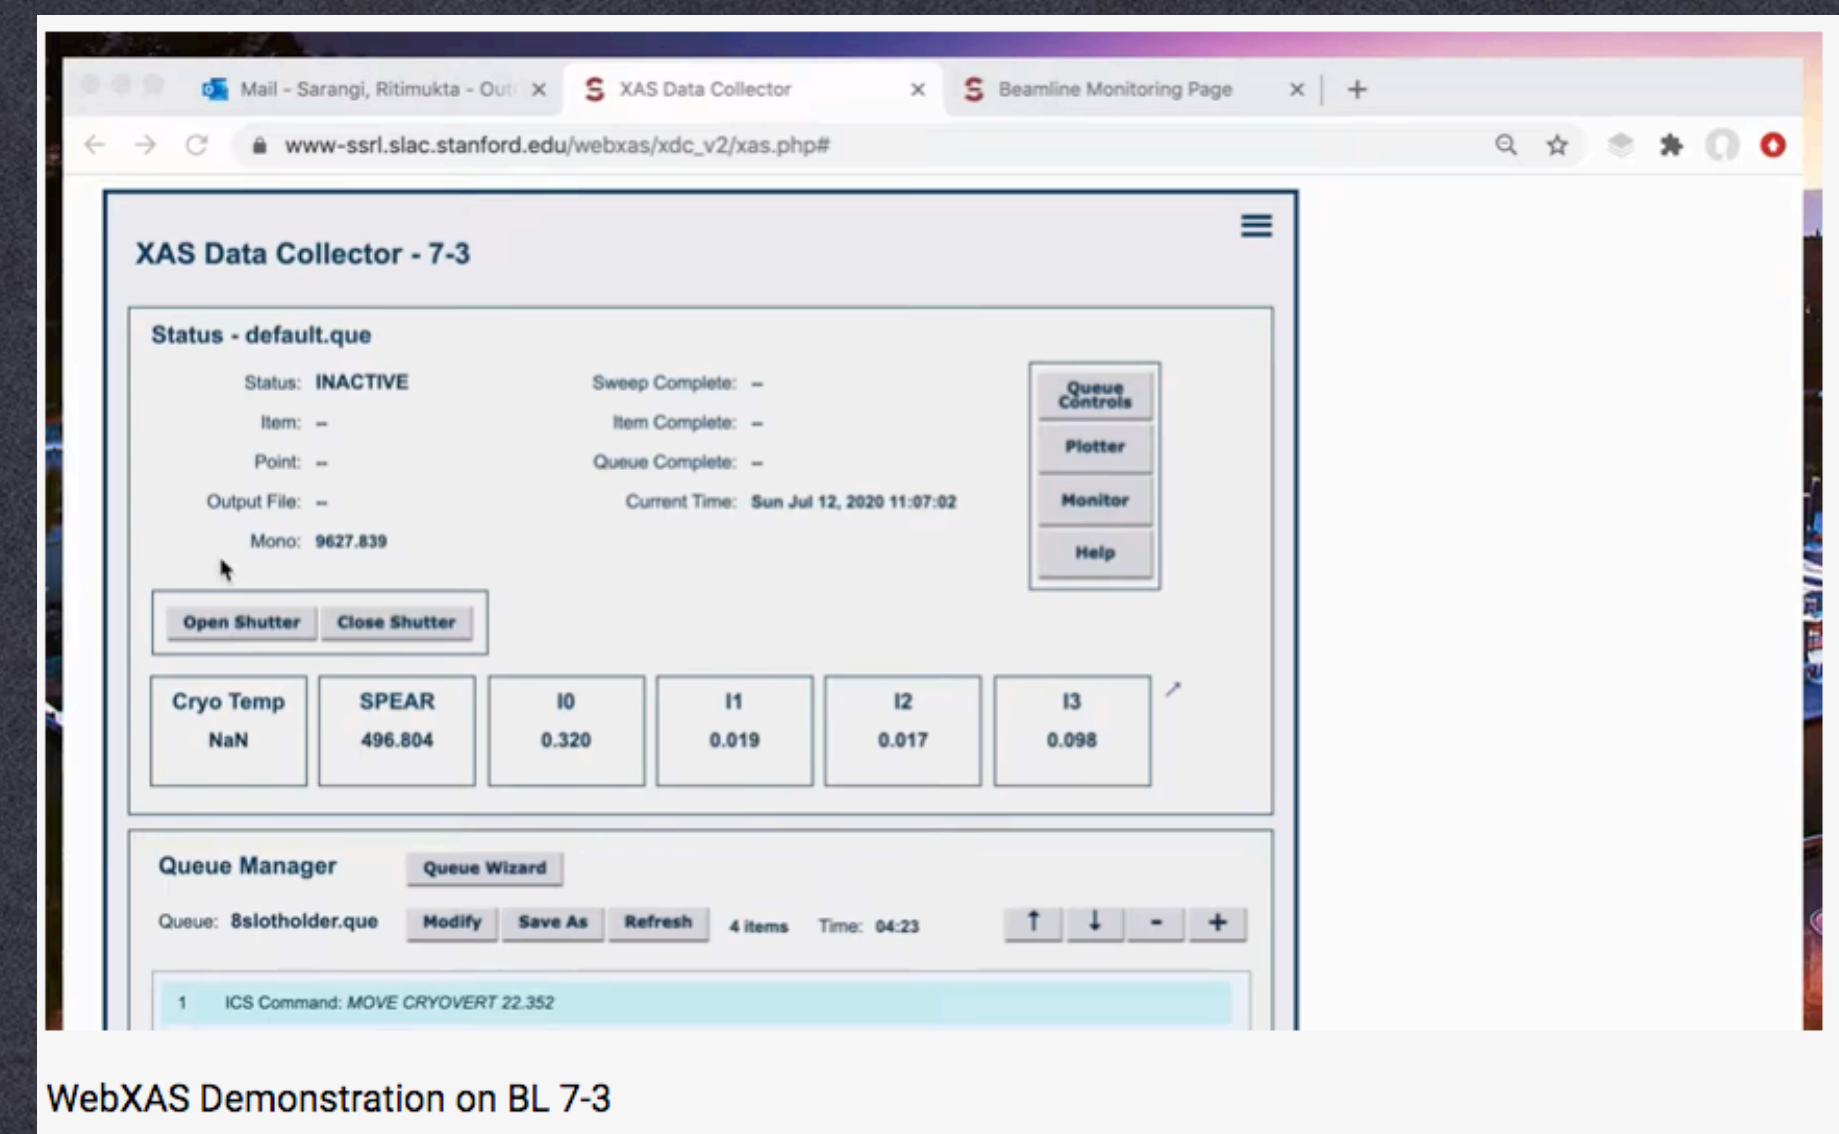 Mail - Sarangi, Ritimukta - Out
XAS Data Collector
Beamline Monitoring Page
www-ssrl.slac.stanford.edu/webxas/xdc_v2/xas.php#
XAS Data Collector - 7-3
Status - default.que
Status: INACTIVE
Sweep Complete: --
Item: --
Item Complete: --
Point: --
Queue Complete: --
Output File: --
Current Time: Sun Jul 12, 2020 11:07:02
Mono: 9627.839
Queue Controls
Plotter
Monitor
Help
Open Shutter Close Shutter
Cryo Temp SPEAR I0 I1 I2 I3
NaN 496.804 0.320 0.019 0.017 0.098
Queue Manager Queue Wizard
Queue: 8slotholder.que Modify Save As Refresh 4 items Time: 04:23 ↑ ↓ - +
1 ICS Command: MOVE CRYOVERT 22.352
WebXAS Demonstration on BL 7-3